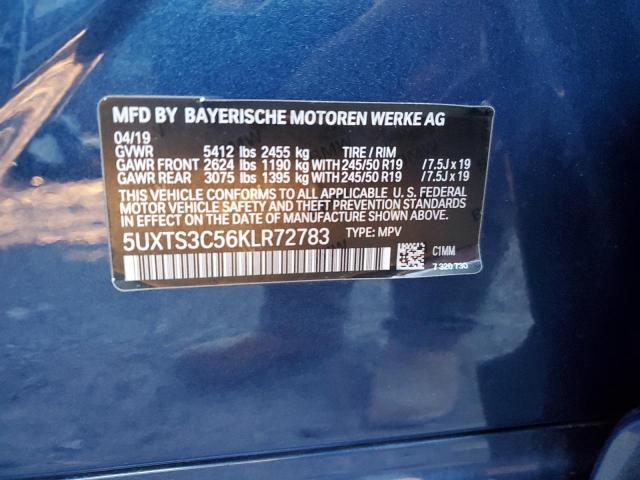 MFD BY BAYERISCHE MOTOREN WERKE AG
04/19
GVWR 5412 lbs 2455 kg TIRE / RIM
GAWR FRONT 2624 lbs 1190 kg WITH 245/50 R19 /7.5J x 19
GAWR REAR 3075 lbs 1395 kg WITH 245/50 R19 /7.5J x 19
THIS VEHICLE CONFORMS TO ALL APPLICABLE U. S. FEDERAL
MOTOR VEHICLE SAFETY AND THEFT PREVENTION STANDARDS
IN EFFECT ON THE DATE OF MANUFACTURE SHOWN ABOVE.
5UXTS3C56KLR72783 TYPE: MPV
C1MM
7 320 730